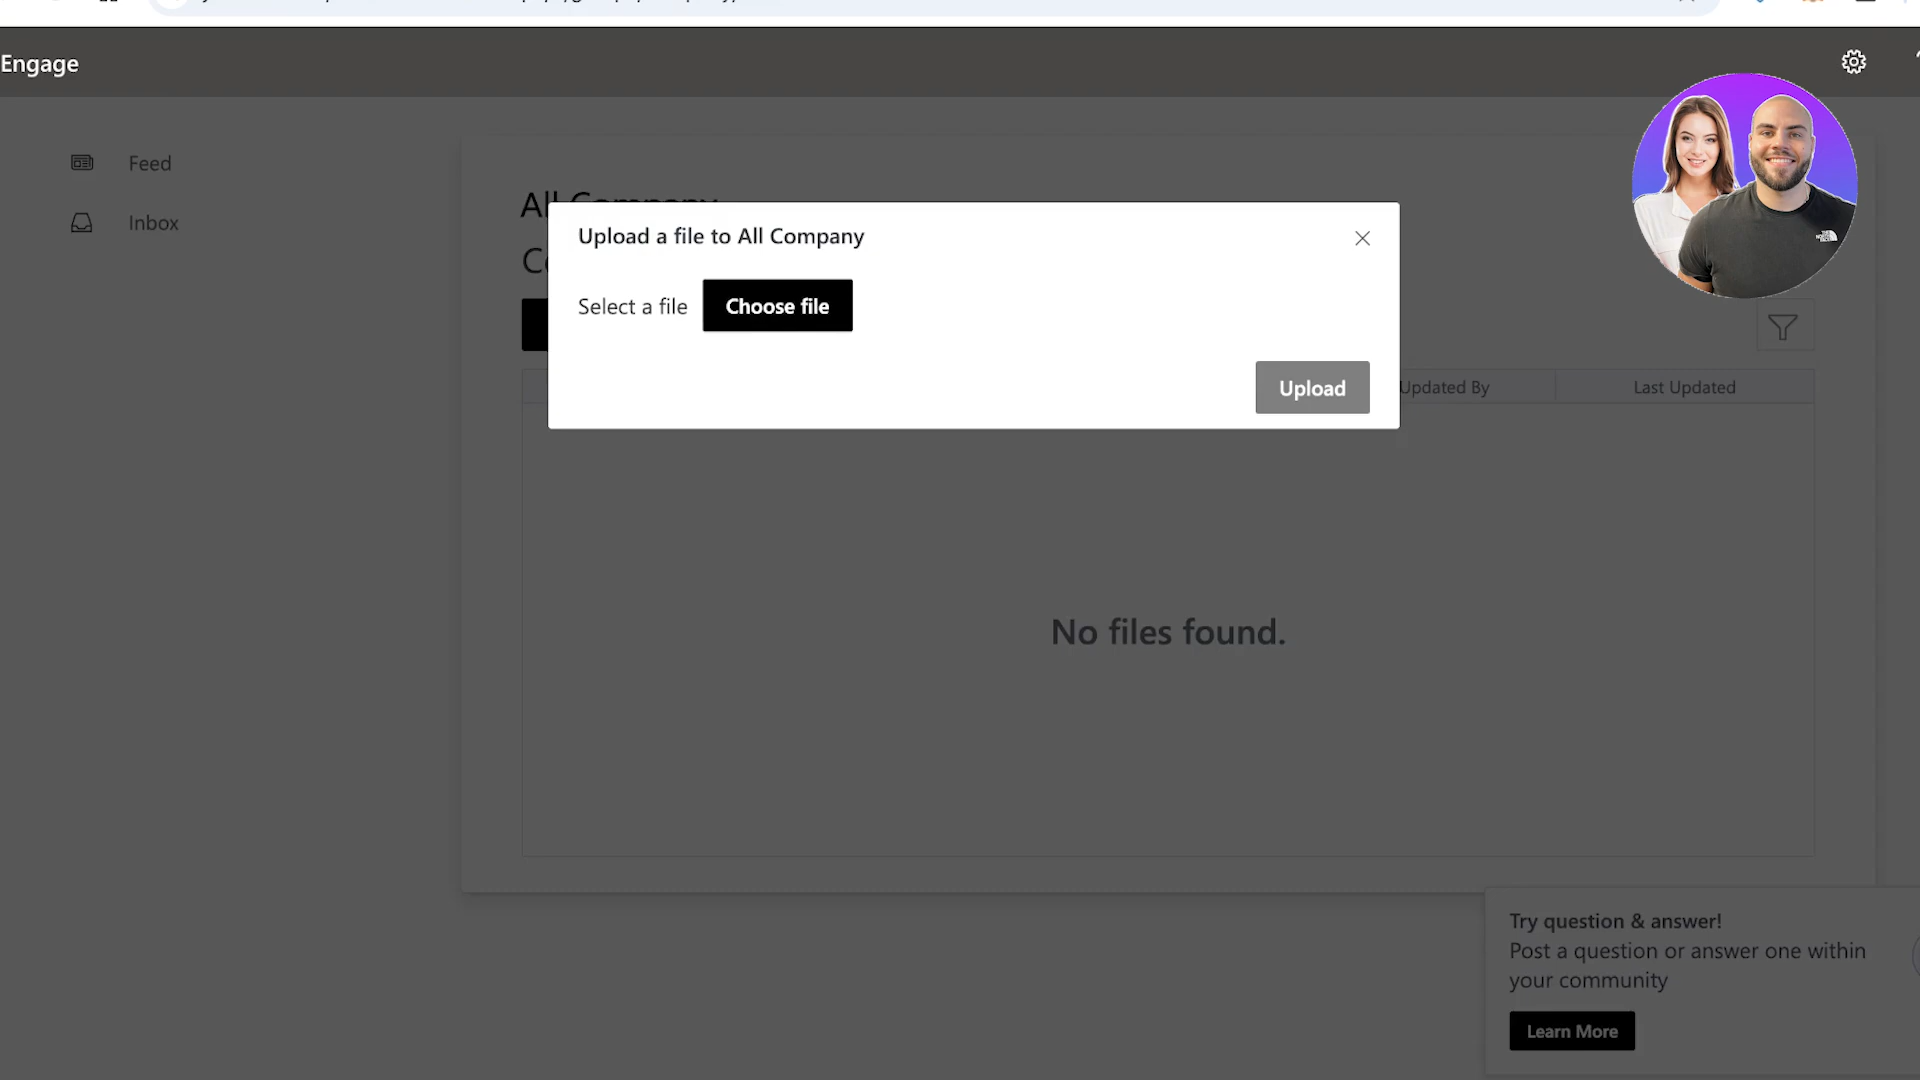 Engage
Feed
Inbox
Upload a file to All Company
Select a file
Choose file
Upload
Updated By
Last Updated
No files found.
Try question & answer!
Post a question or answer one within
your community
Learn More